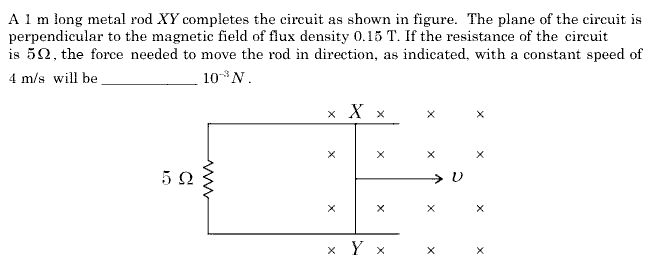 A 1 m long metal rod XY completes the circuit as shown in figure. The plane of the circuit is
perpendicular to the magnetic field of flux density 0.15 T. If the resistance of the circuit
is 5Ω, the force needed to move the rod in direction, as indicated, with a constant speed of
4 m/s will be ____________ 10⁻³N.
× X × × ×
× × × ×
5 Ω υ
× × × ×
× Y × × ×